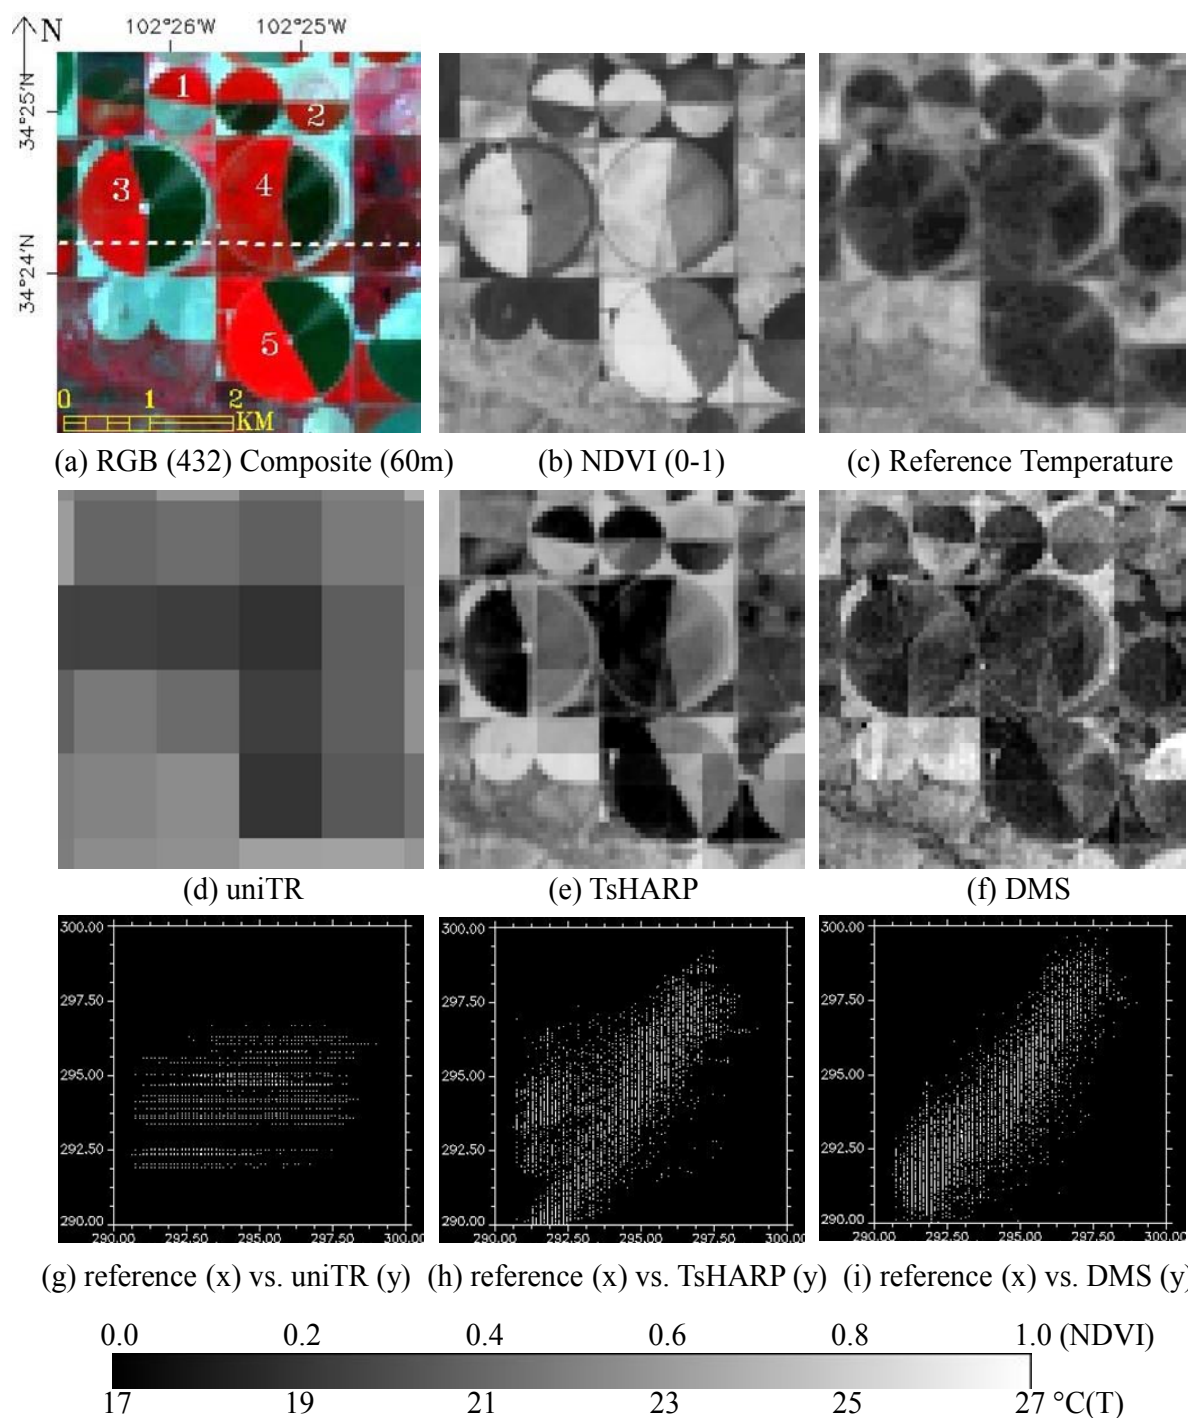 N 102°26'W 102°25'W
34°25'N
34°24'N
1
2
3 4
5
0 1 2
KM
(a) RGB (432) Composite (60m) (b) NDVI (0-1) (c) Reference Temperature
(d) uniTR (e) TsHARP (f) DMS
300.00 300.00 300.00
297.50 297.50 297.50
295.00 295.00 295.00
292.50 292.50 292.50
290.00 290.00 290.00
290.00 292.50 295.00 297.50 300.00 290.00 292.50 295.00 297.50 300.00 290.00 292.50 295.00 297.50 300.00
(g) reference (x) vs. uniTR (y) (h) reference (x) vs. TsHARP (y) (i) reference (x) vs. DMS (y)
0.0 0.2 0.4 0.6 0.8 1.0 (NDVI)
17 19 21 23 25 27 °C(T)